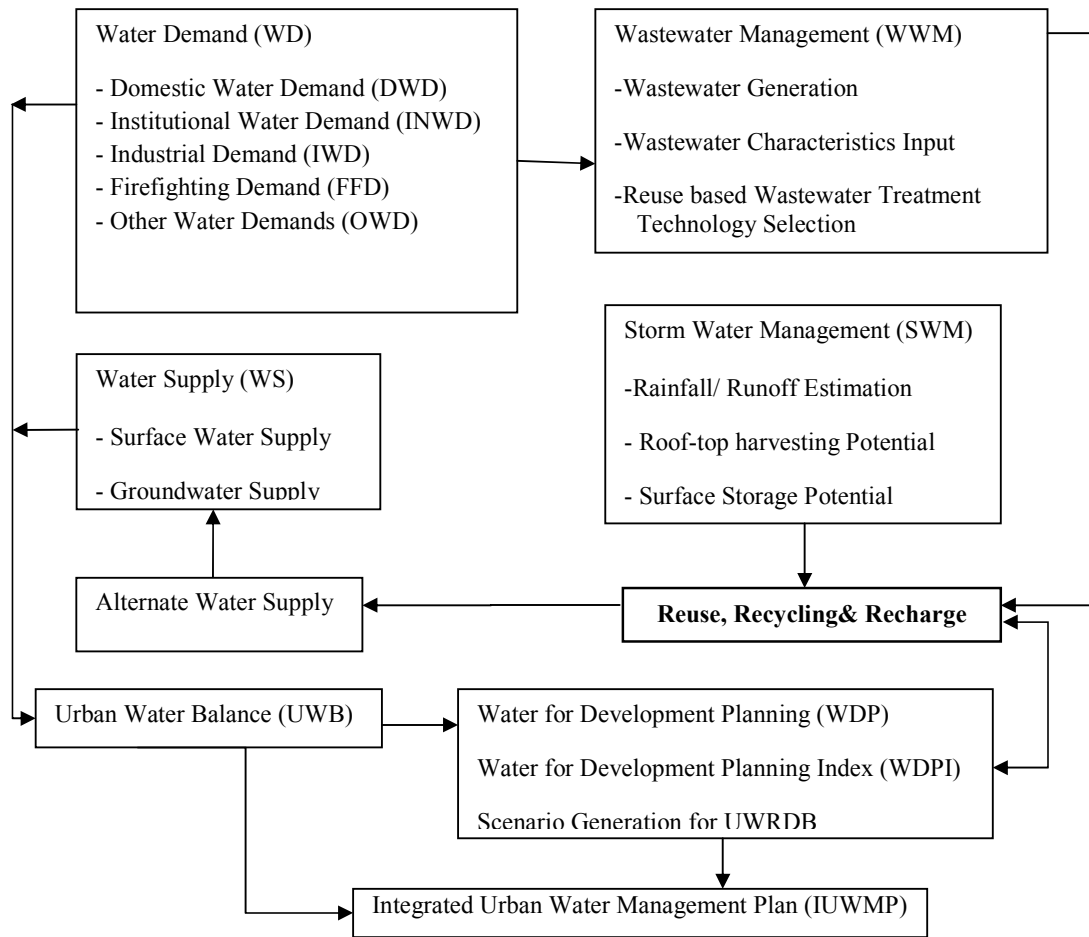 Water Demand (WD)
- Domestic Water Demand (DWD)
- Institutional Water Demand (INWD)
- Industrial Demand (IWD)
- Firefighting Demand (FFD)
- Other Water Demands (OWD)
Wastewater Management (WWM)
-Wastewater Generation
-Wastewater Characteristics Input
-Reuse based Wastewater Treatment
Technology Selection
Storm Water Management (SWM)
-Rainfall/ Runoff Estimation
- Roof-top harvesting Potential
- Surface Storage Potential
Water Supply (WS)
- Surface Water Supply
- Groundwater Supply
Alternate Water Supply
Reuse, Recycling& Recharge
Urban Water Balance (UWB)
Water for Development Planning (WDP)
Water for Development Planning Index (WDPI)
Scenario Generation for UWRDB
Integrated Urban Water Management Plan (IUWMP)